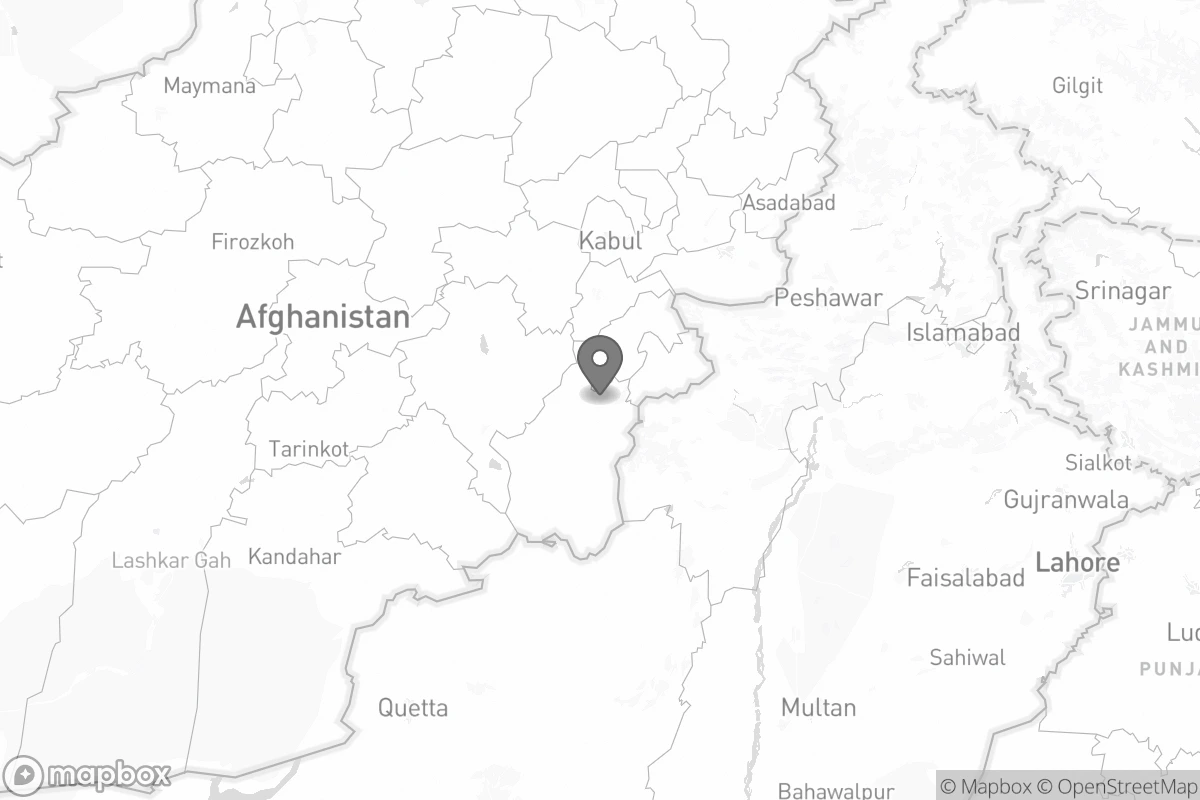 Maymana
Gilgit
Asadabad
Firozkoh
Kabul
t
Peshawar
Srinagar
Afghanistan
Islamabad
JAMMU
AND
KASHMI
Tarinkot
Sialkot
Gujranwala
Lashkar Gah
Kandahar
Lahore
Faisalabad
Luc
Sahiwal
PUNJA
Quetta
Multan
mapbox
Bahawalpur
© Mapbox © OpenStreetMap